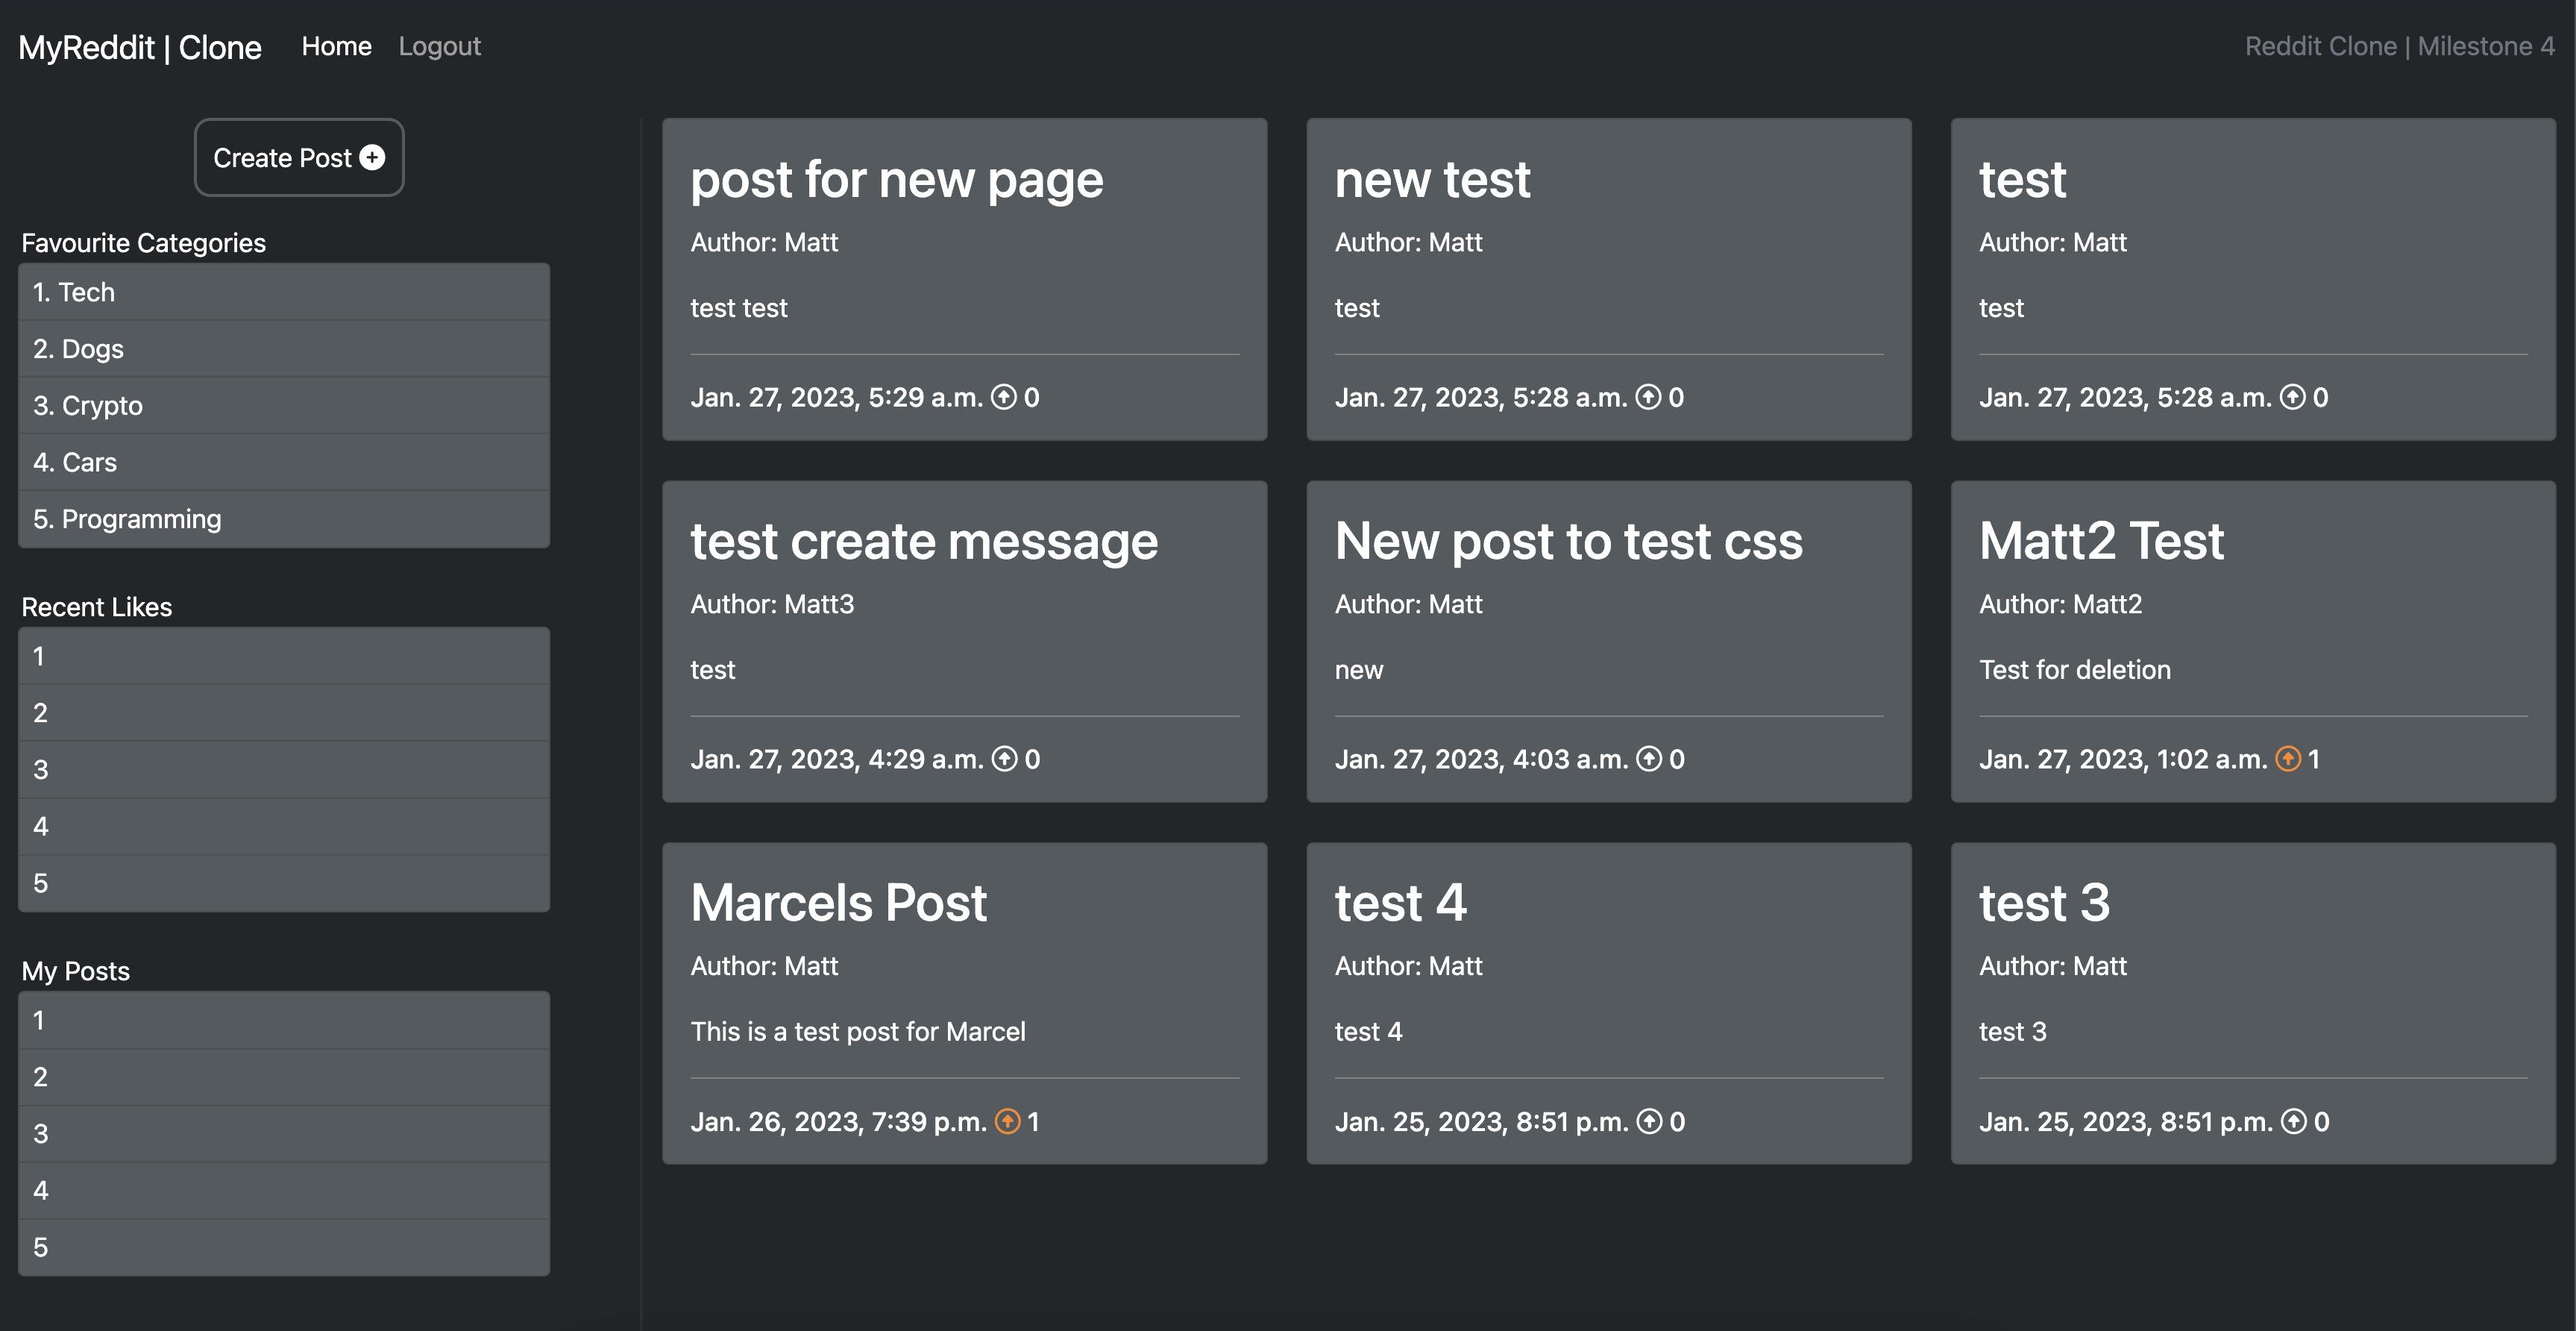 MyReddit | Clone Home Logout Reddit Clone | Milestone 4
Create Post
Favourite Categories
1. Tech
2. Dogs
3. Crypto
4. Cars
5. Programming
Recent Likes
1
2
3
4
5
My Posts
1
2
3
4
5
post for new page
Author: Matt
test test
Jan. 27, 2023, 5:29 a.m. 0
new test
Author: Matt
test
Jan. 27, 2023, 5:28 a.m. 0
test
Author: Matt
test
Jan. 27, 2023, 5:28 a.m. 0
test create message
Author: Matt3
test
Jan. 27, 2023, 4:29 a.m. 0
New post to test css
Author: Matt
new
Jan. 27, 2023, 4:03 a.m. 0
Matt2 Test
Author: Matt2
Test for deletion
Jan. 27, 2023, 1:02 a.m. 1
Marcels Post
Author: Matt
This is a test post for Marcel
Jan. 26, 2023, 7:39 p.m. 1
test 4
Author: Matt
test 4
Jan. 25, 2023, 8:51 p.m. 0
test 3
Author: Matt
test 3
Jan. 25, 2023, 8:51 p.m. 0